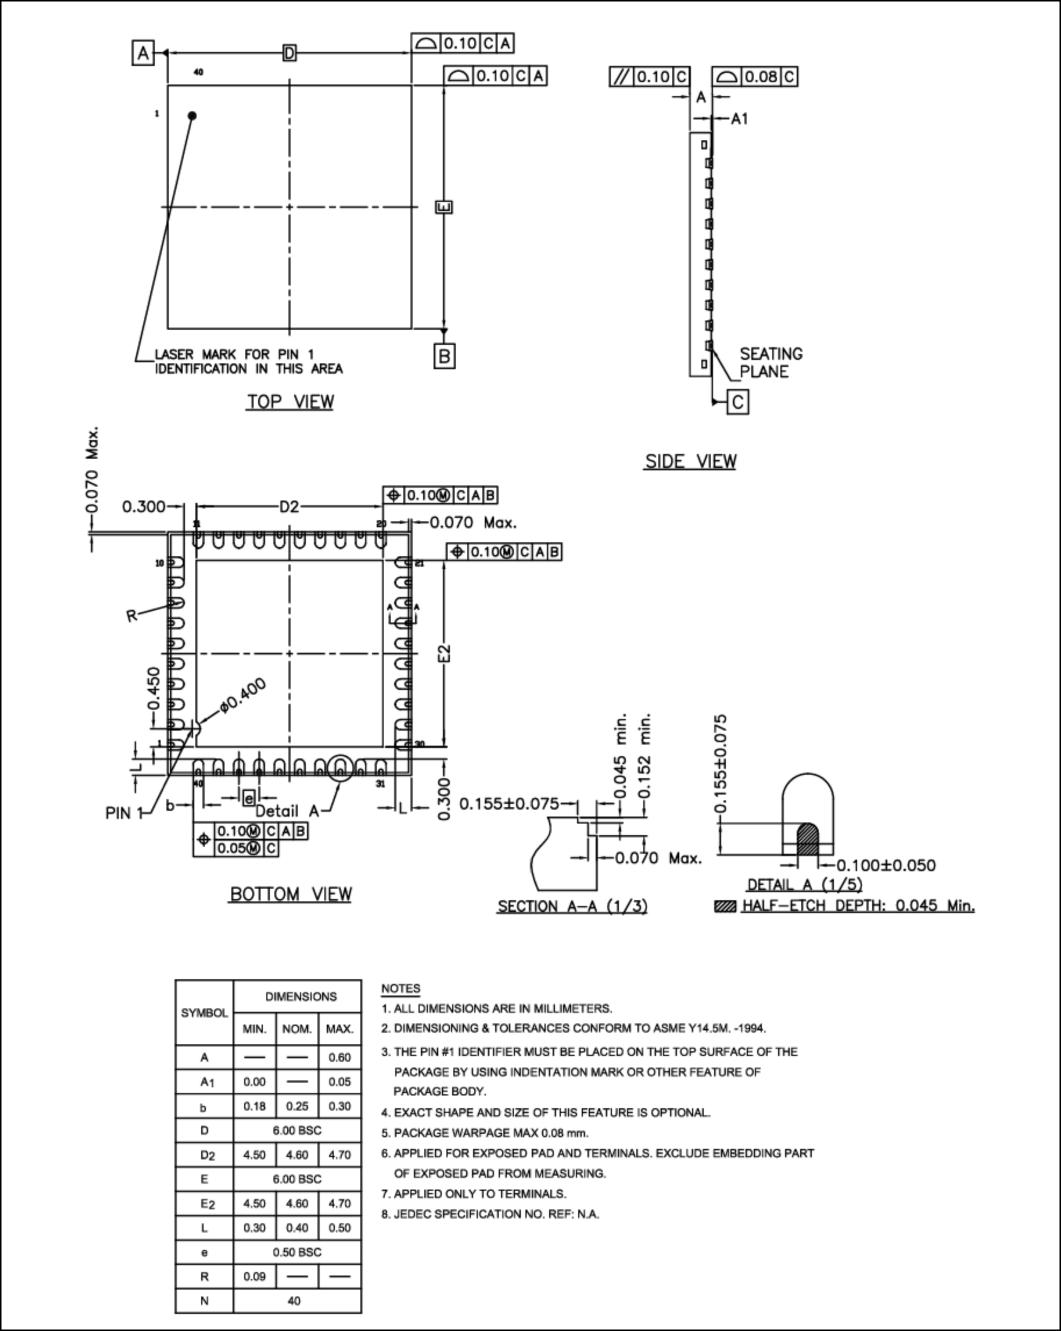 A
D
⌓ 0.10 C A
⌓ 0.10 C A
40
1
E
B
LASER MARK FOR PIN 1
IDENTIFICATION IN THIS AREA
TOP VIEW
// 0.10 C
⌓ 0.08 C
A
A1
SEATING
PLANE
C
SIDE VIEW
0.070 Max.
0.300
D2
⌖ 0.10Ⓜ C A B
0.070 Max.
⌖ 0.10Ⓜ C A B
11
20
10
21
R
A A
E2
0.450
ϕ0.400
1
30
L
40
31
b
e
Detail A
L
0.300
PIN 1
⌖ 0.10Ⓜ C A B
0.05Ⓜ C
BOTTOM VIEW
0.155±0.075
0.045 min.
0.152 min.
0.070 Max.
SECTION A-A (1/3)
0.155±0.075
0.100±0.050
DETAIL A (1/5)
HALF-ETCH DEPTH: 0.045 Min.
SYMBOL DIMENSIONS
MIN. NOM. MAX.
A — — 0.60
A1 0.00 — 0.05
b 0.18 0.25 0.30
D 6.00 BSC
D2 4.50 4.60 4.70
E 6.00 BSC
E2 4.50 4.60 4.70
L 0.30 0.40 0.50
e 0.50 BSC
R 0.09 — —
N 40
NOTES
1. ALL DIMENSIONS ARE IN MILLIMETERS.
2. DIMENSIONING & TOLERANCES CONFORM TO ASME Y14.5M. -1994.
3. THE PIN #1 IDENTIFIER MUST BE PLACED ON THE TOP SURFACE OF THE
PACKAGE BY USING INDENTATION MARK OR OTHER FEATURE OF
PACKAGE BODY.
4. EXACT SHAPE AND SIZE OF THIS FEATURE IS OPTIONAL.
5. PACKAGE WARPAGE MAX 0.08 mm.
6. APPLIED FOR EXPOSED PAD AND TERMINALS. EXCLUDE EMBEDDING PART
OF EXPOSED PAD FROM MEASURING.
7. APPLIED ONLY TO TERMINALS.
8. JEDEC SPECIFICATION NO. REF: N.A.